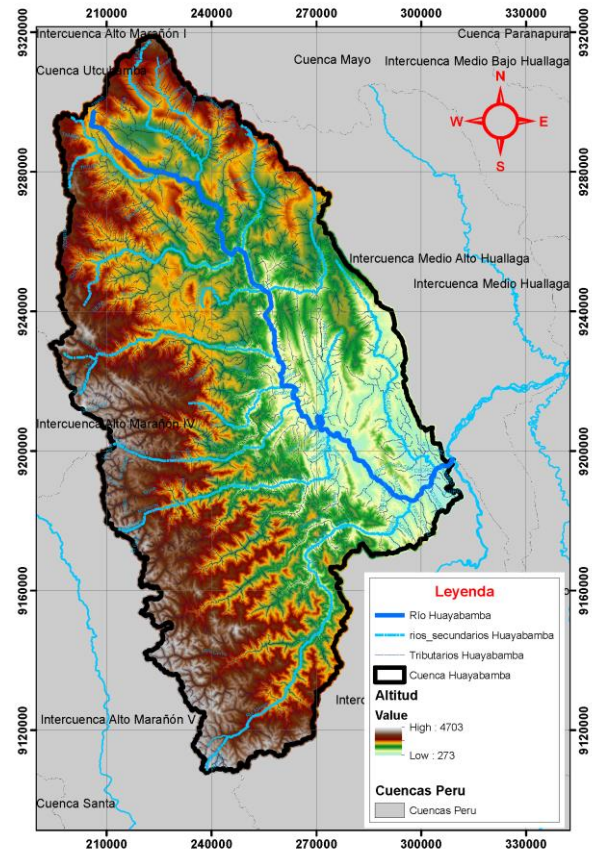 210000 240000 270000 300000 330000
9320000 9320000
Intercuenca Alto Marañón I
Cuenca Paranapura
Cuenca Mayo
Intercuenca Medio Bajo Huallaga
Cuenca Utcubamba
N
W E
S
9280000 9280000
Intercuenca Medio Alto Huallaga
Intercuenca Medio Huallaga
9240000 9240000
Intercuenca Alto Marañón IV
9200000 9200000
9160000 9160000
Leyenda
Río Huayabamba
rios_secundarios Huayabamba
Tributarios Huayabamba
Cuenca Huayabamba
Altitud
Value
High : 4703
Low : 273
Cuencas Peru
Cuencas Peru
Intercuenca Alto Marañón V
9120000 9120000
Cuenca Santa
210000 240000 270000 300000 330000